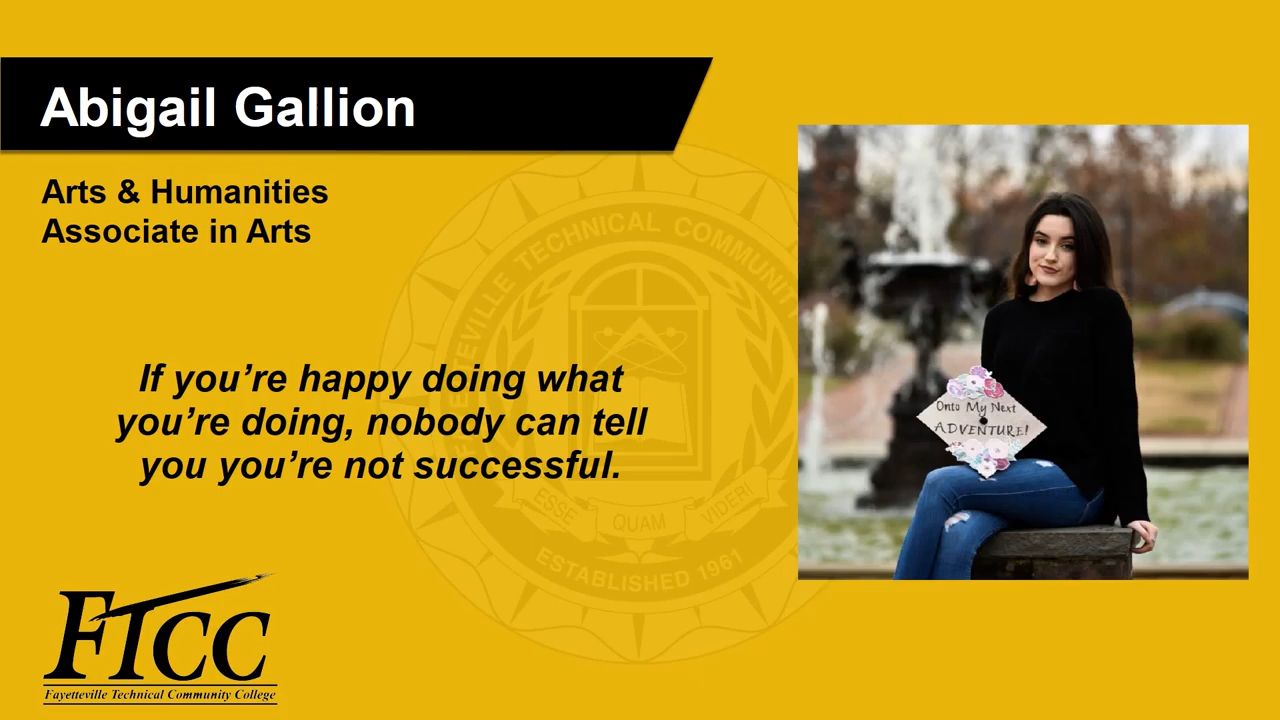 Abigail Gallion
Arts & Humanities
Associate in Arts
If you’re happy doing what
you’re doing, nobody can tell
you you’re not successful.
Onto My Next
ADVENTURE!
TECHNICAL COMMUNITY
ESSE QUAM VIDERI
ESTABLISHED 1961
FTCC
Fayetteville Technical Community College